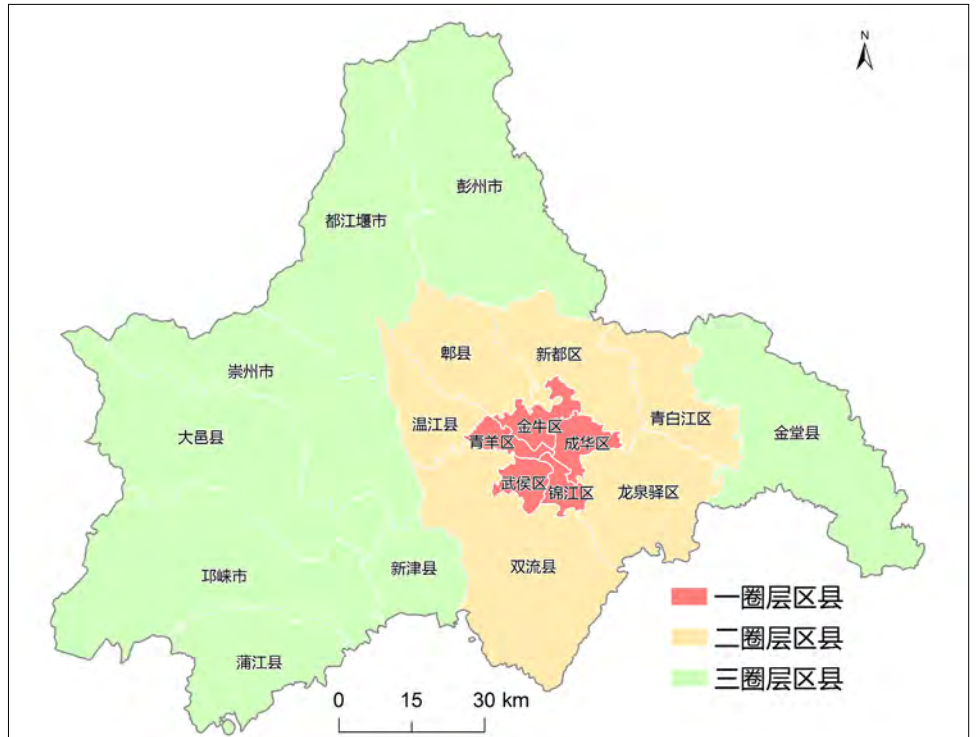 N
彭州市
都江堰市
郫县
新都区
崇州市
温江县
金牛区
青白江区
大邑县
青羊区
成华区
金堂县
武侯区
锦江区
龙泉驿区
双流县
新津县
邛崃市
蒲江县
一圈层区县
二圈层区县
三圈层区县
0 15 30 km